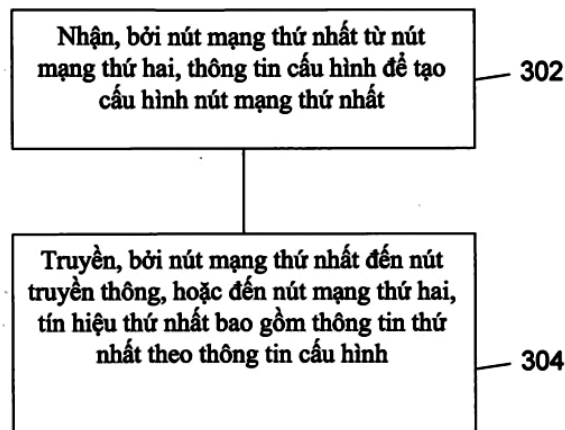 Nhận, bởi nút mạng thứ nhất từ nút
mạng thứ hai, thông tin cấu hình để tạo
cấu hình nút mạng thứ nhất
302
Truyền, bởi nút mạng thứ nhất đến nút
truyền thông, hoặc đến nút mạng thứ hai,
tín hiệu thứ nhất bao gồm thông tin thứ
nhất theo thông tin cấu hình
304